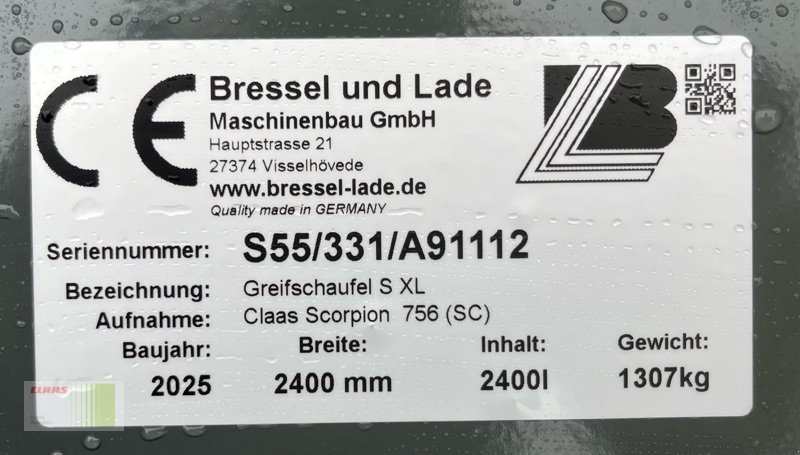 CE
Bressel und Lade
Maschinenbau GmbH
Hauptstrasse 21
27374 Visselhövede
www.bressel-lade.de
Quality made in GERMANY
Seriennummer: S55/331/A91112
Bezeichnung: Greifschaufel S XL
Aufnahme: Claas Scorpion 756 (SC)
Baujahr: Breite: Inhalt: Gewicht:
2025 2400 mm 2400l 1307kg
CLAAS